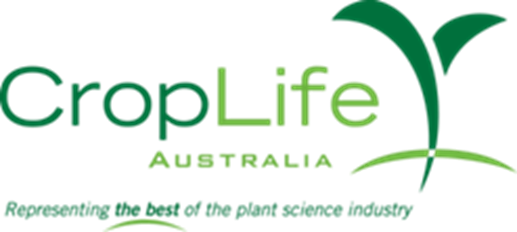 CropLife
AUSTRALIA
Representing the best of the plant science industry